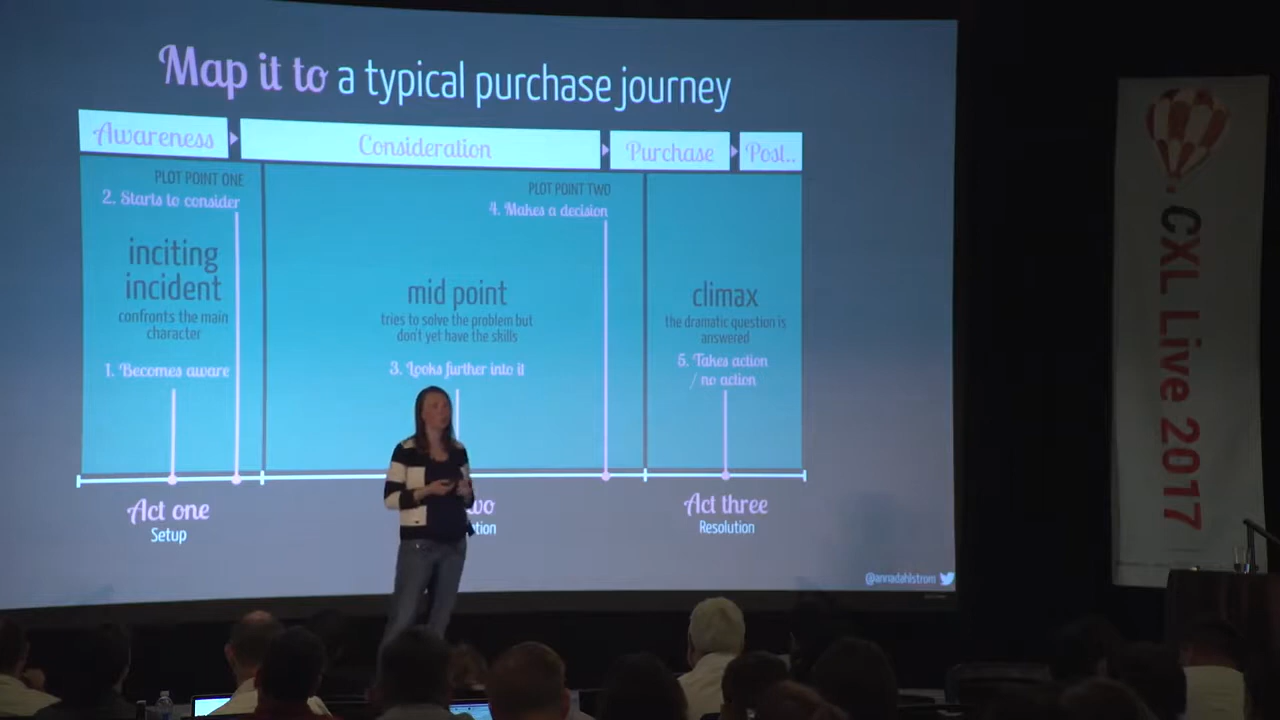 Map it to a typical purchase journey
Awareness
Consideration
Purchase
Post..
PLOT POINT ONE
2. Starts to consider
inciting
incident
confronts the main
character
1. Becomes aware
PLOT POINT TWO
4. Makes a decision
mid point
tries to solve the problem but
don't yet have the skills
3. Looks further into it
climax
the dramatic question is
answered
5. Takes action
/ no action
Act one
Setup
Act three
Resolution
@annadahlstrom
CXL Live 2017